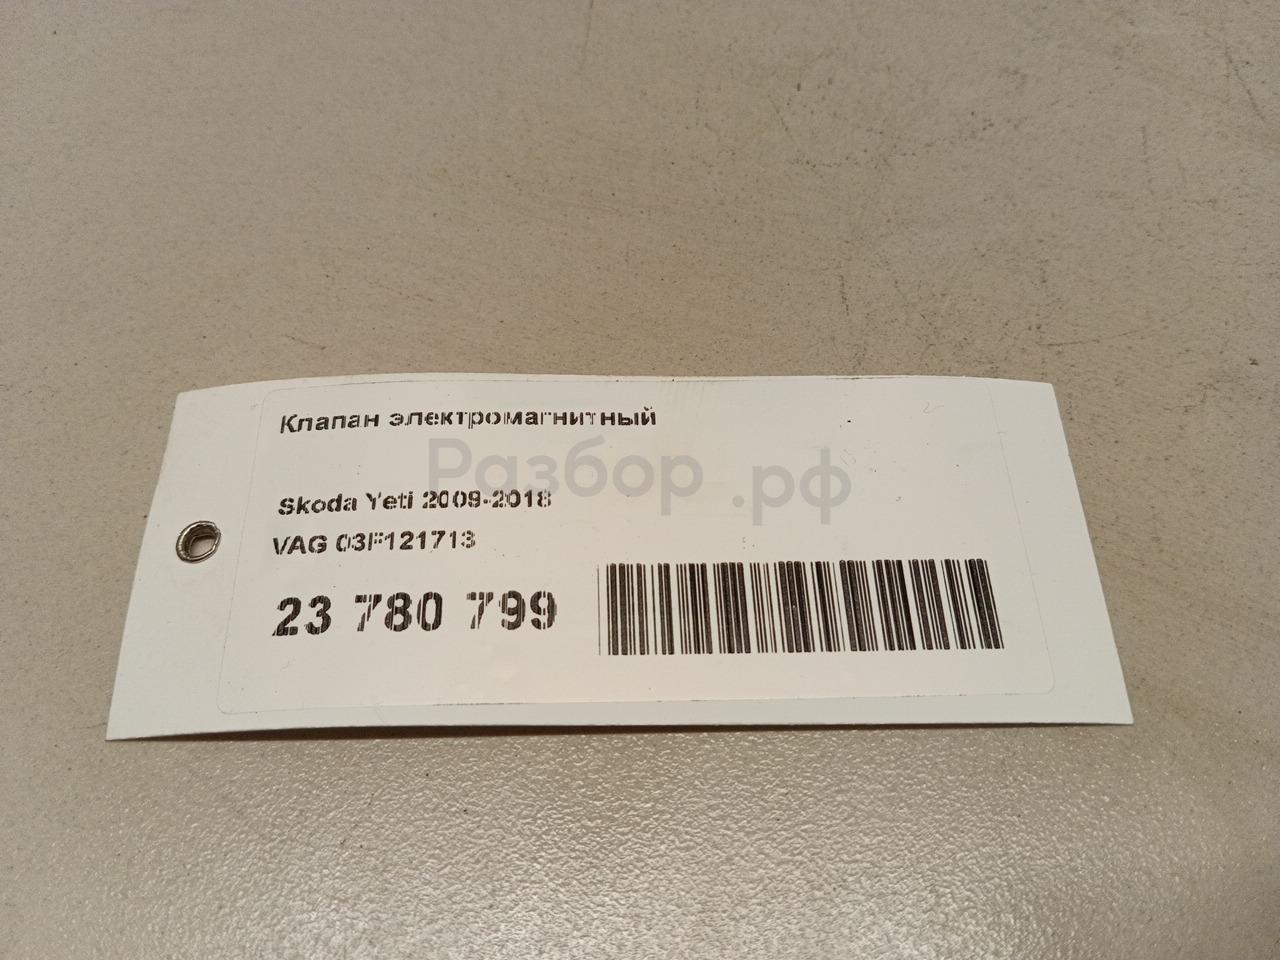 Клапан электромагнитный
Разбор.рф
Skoda Yeti 2009-2018
VAG 03F121713
23 780 799